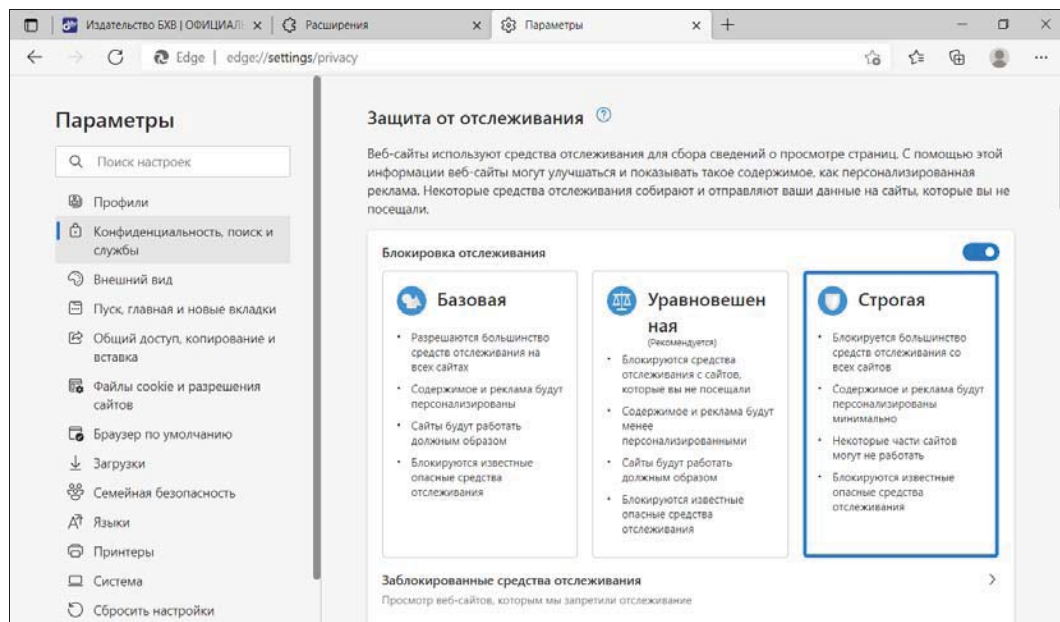 Издательство БХВ | ОФИЦИАЛЬ
Расширения
Параметры
Edge | edge://settings/privacy
Параметры
Поиск настроек
Профили
Конфиденциальность, поиск и
службы
Внешний вид
Пуск, главная и новые вкладки
Общий доступ, копирование и
вставка
Файлы cookie и разрешения
сайтов
Браузер по умолчанию
Загрузки
Семейная безопасность
Языки
Принтеры
Система
Сбросить настройки
Защита от отслеживания
Веб-сайты используют средства отслеживания для сбора сведений о просмотре страниц. С помощью этой
информации веб-сайты могут улучшаться и показывать такое содержимое, как персонализированная
реклама. Некоторые средства отслеживания собирают и отправляют ваши данные на сайты, которые вы не
посещали.
Блокировка отслеживания
Базовая
• Разрешаются большинство
средств отслеживания на
всех сайтах
• Содержимое и реклама будут
персонализированы
• Сайты будут работать
должным образом
• Блокируются известные
опасные средства
отслеживания
Уравновешен
ная
(Рекомендуется)
• Блокируются средства
отслеживания с сайтов,
которые вы не посещали
• Содержимое и реклама будут
менее
персонализированными
• Сайты будут работать
должным образом
• Блокируются известные
опасные средства
отслеживания
Строгая
• Блокируется большинство
средств отслеживания со
всех сайтов
• Содержимое и реклама будут
персонализированы
минимально
• Некоторые части сайтов
могут не работать
• Блокируются известные
опасные средства
отслеживания
Заблокированные средства отслеживания
Просмотр веб-сайтов, которым мы запретили отслеживание